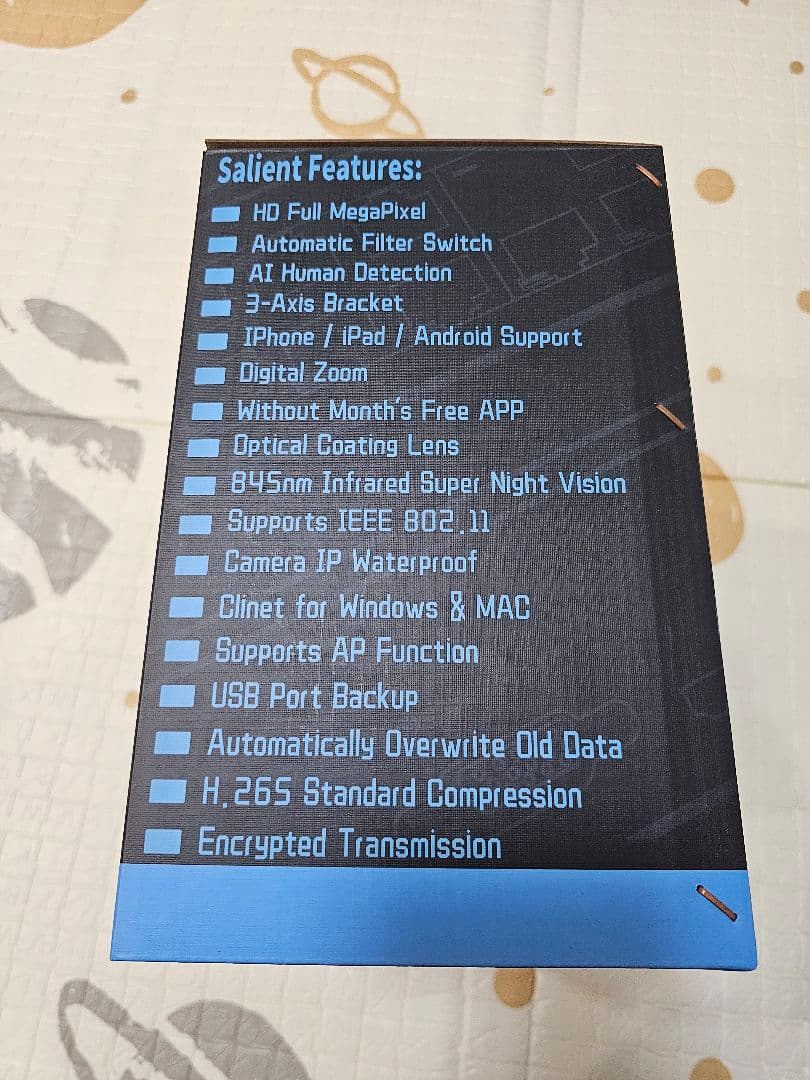 Salient Features:
HD Full MegaPixel
Automatic Filter Switch
AI Human Detection
3-Axis Bracket
IPhone / iPad / Android Support
Digital Zoom
Without Month's Free APP
Optical Coating Lens
845nm Infrared Super Night Vision
Supports IEEE 802.11
Camera IP Waterproof
Clinet for Windows & MAC
Supports AP Function
USB Port Backup
Automatically Overwrite Old Data
H.265 Standard Compression
Encrypted Transmission